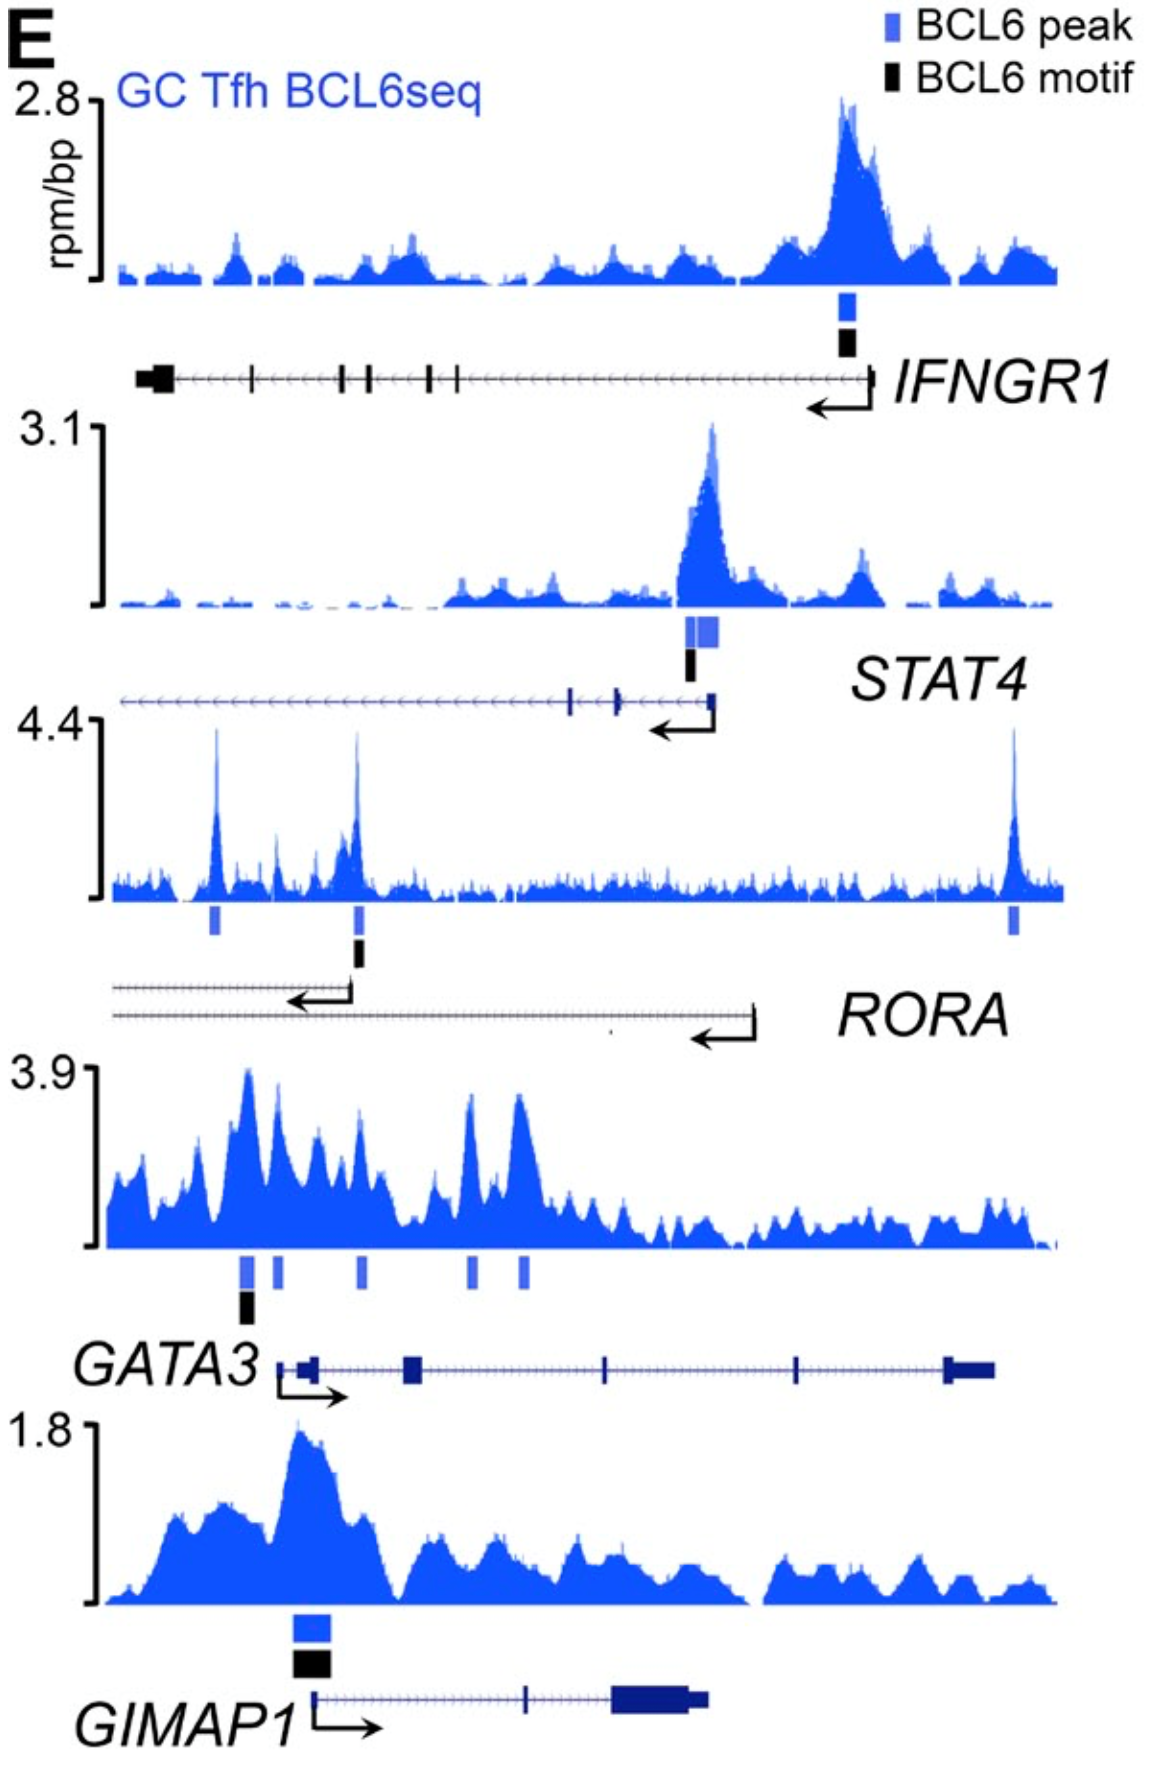 E
BCL6 peak
BCL6 motif
GC Tfh BCL6seq
2.8
rpm/bp
IFNGR1
3.1
STAT4
4.4
RORA
3.9
GATA3
1.8
GIMAP1